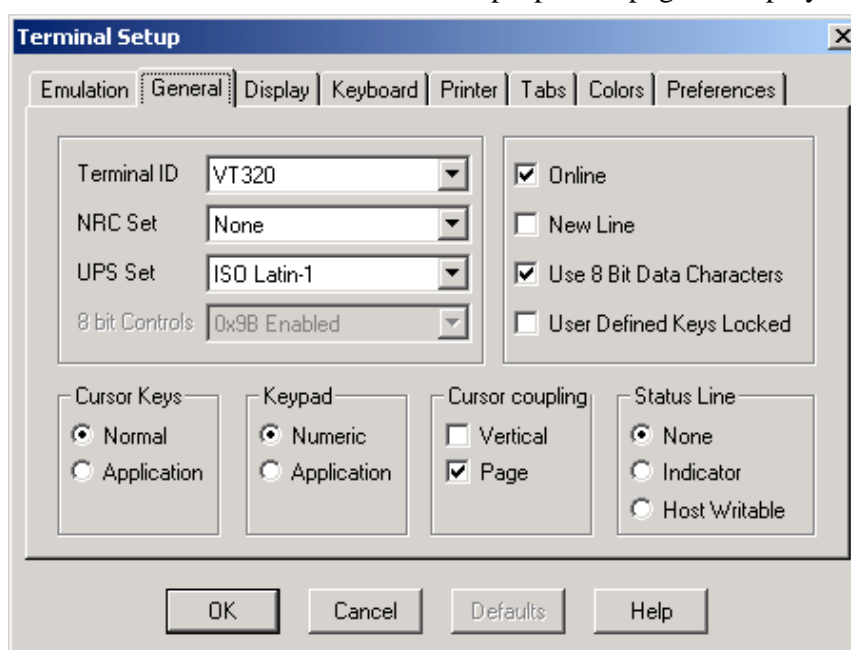 Terminal Setup
Emulation General Display Keyboard Printer Tabs Colors Preferences
Terminal ID VT320
NRC Set None
UPS Set ISO Latin-1
8 bit Controls 0x9B Enabled
Online
New Line
Use 8 Bit Data Characters
User Defined Keys Locked
Cursor Keys
Normal
Application
Keypad
Numeric
Application
Cursor coupling
Vertical
Page
Status Line
None
Indicator
Host Writable
OK Cancel Defaults Help